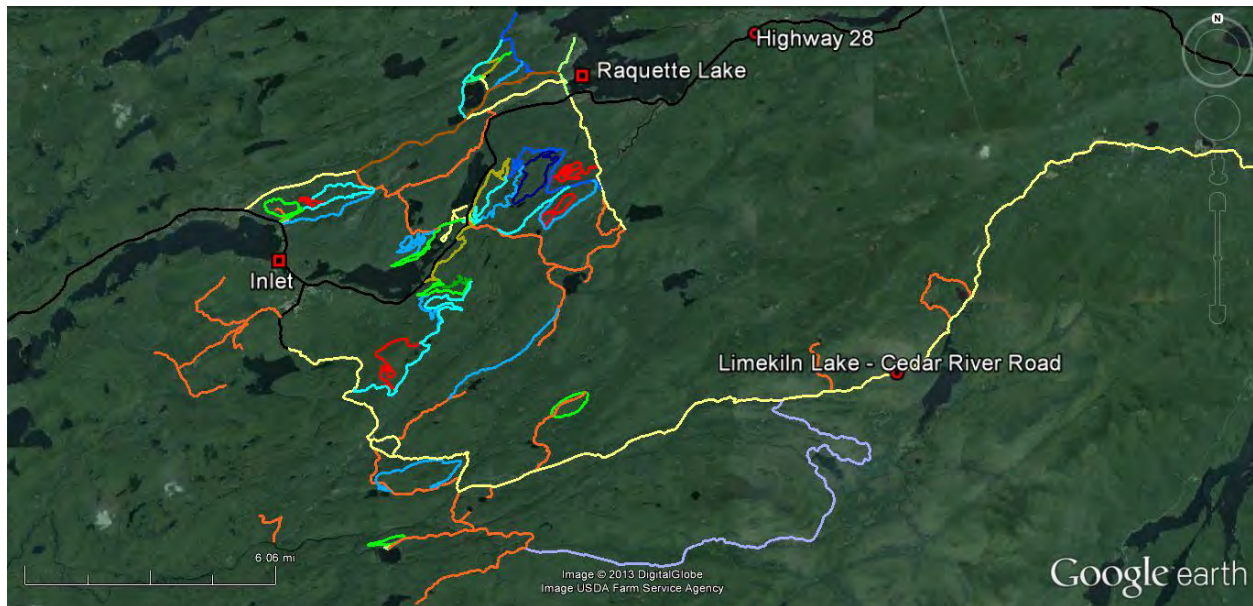 N
Highway 28
Raquette Lake
Inlet
Limekiln Lake - Cedar River Road
6.06 mi
Image © 2013 DigitalGlobe
Image USDA Farm Service Agency
Google earth